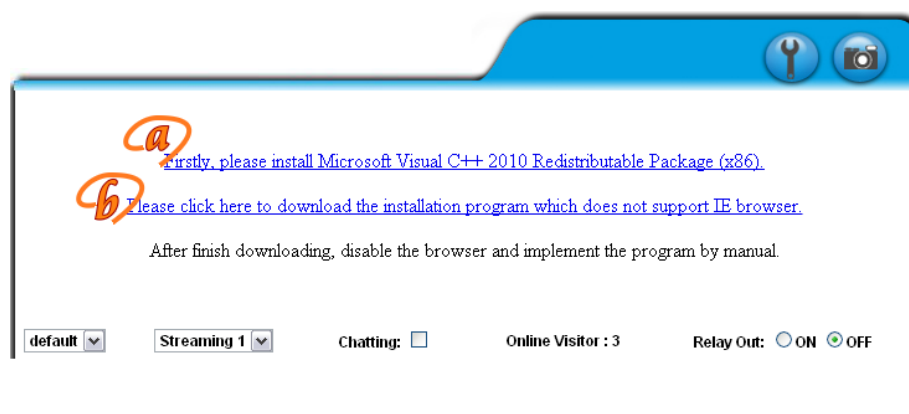 a
Firstly, please install Microsoft Visual C++ 2010 Redistributable Package (x86).
b
Please click here to download the installation program which does not support IE browser.
After finish downloading, disable the browser and implement the program by manual.
default Streaming 1 Chatting: Online Visitor : 3 Relay Out: ON OFF